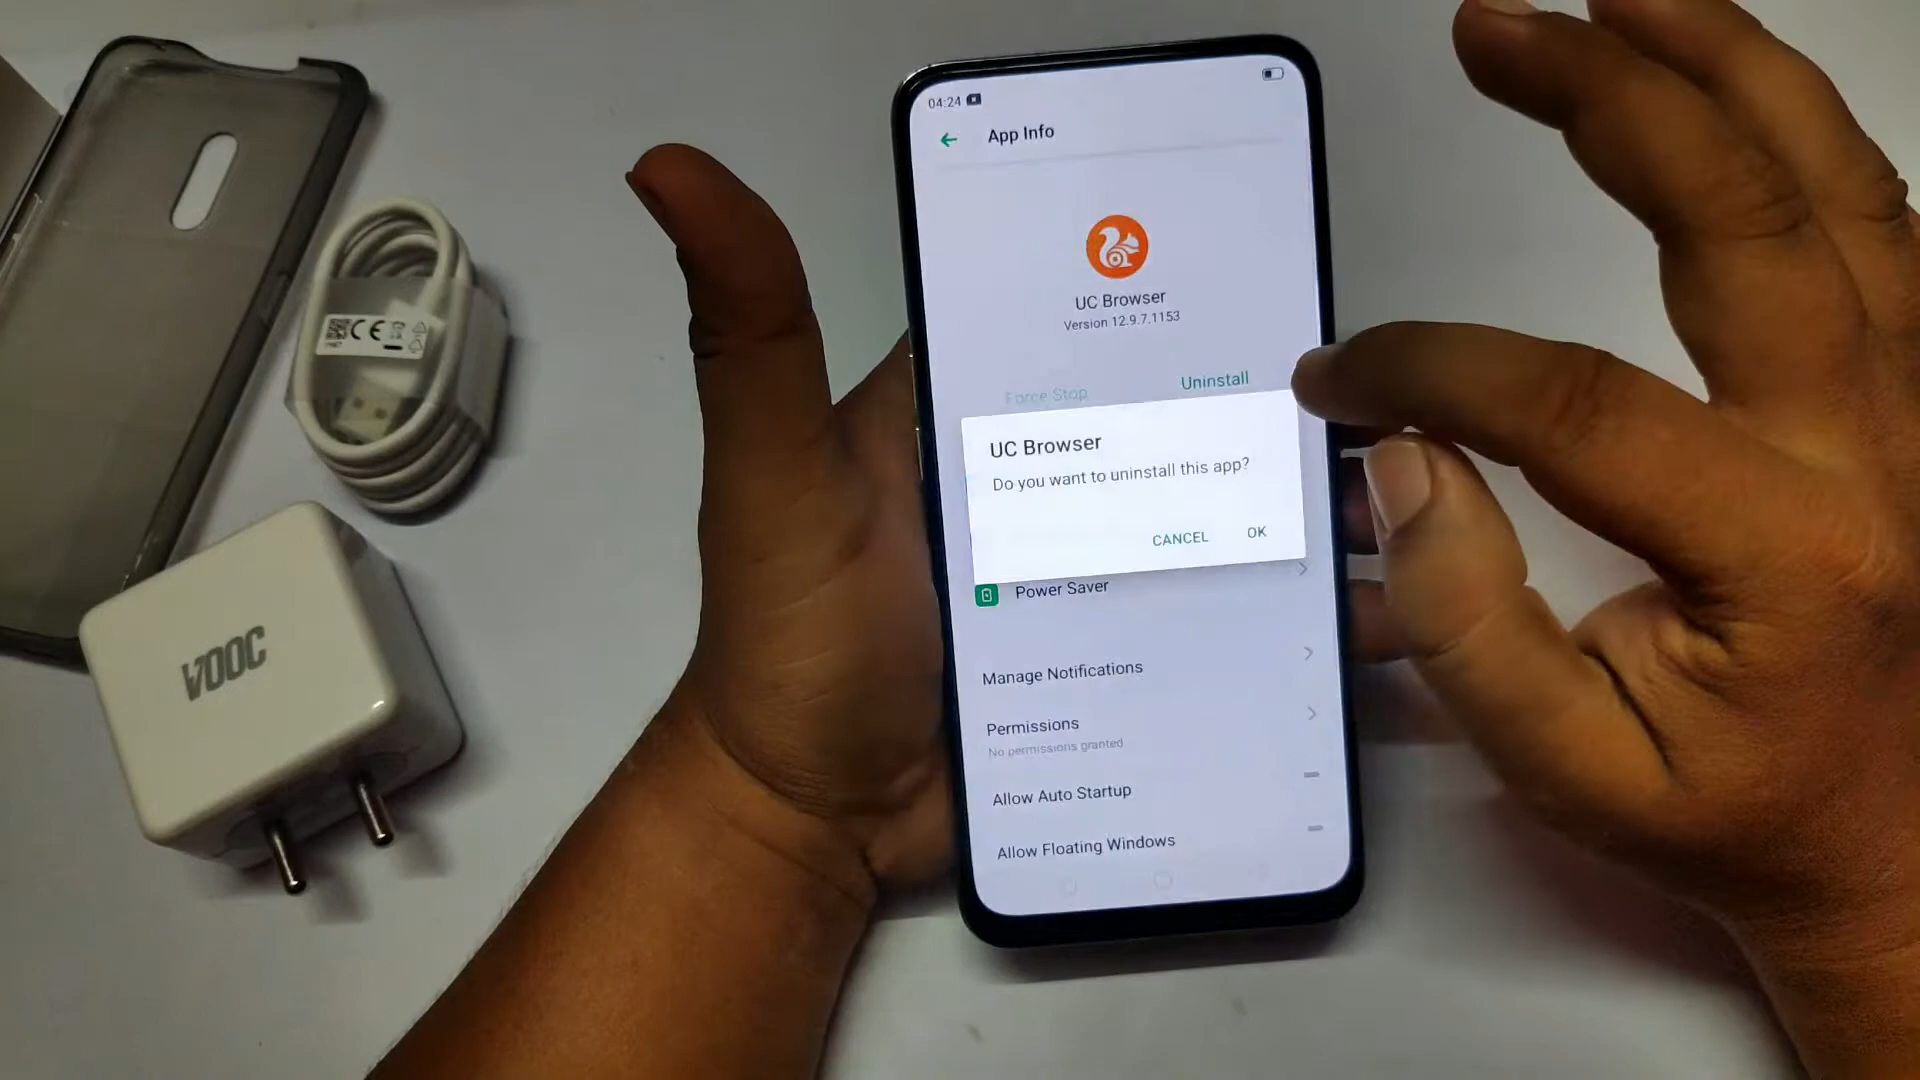 04:24
App Info
UC Browser
Version 12.9.7.1153
Force Stop
Uninstall
UC Browser
Do you want to uninstall this app?
CANCEL
OK
Power Saver
Manage Notifications
Permissions
No permissions granted
Allow Auto Startup
Allow Floating Windows
CE
VOOC